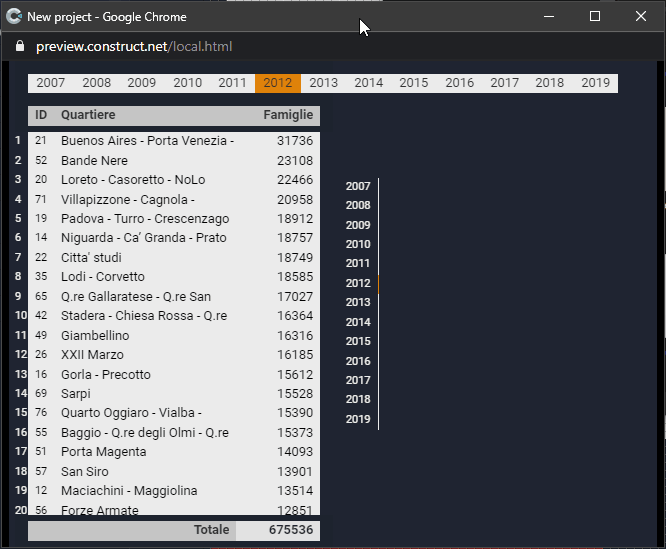 New project - Google Chrome
preview.construct.net/local.html
2007 2008 2009 2010 2011 2012 2013 2014 2015 2016 2017 2018 2019
ID Quartiere Famiglie
1 21 Buenos Aires - Porta Venezia - 31736
2 52 Bande Nere 23108
3 20 Loreto - Casoretto - NoLo 22466
4 71 Villapizzone - Cagnola - 20958
5 19 Padova - Turro - Crescenzago 18912
6 14 Niguarda - Ca' Granda - Prato 18757
7 22 Citta' studi 18749
8 35 Lodi - Corvetto 18585
9 65 Q.re Gallaratese - Q.re San 17027
10 42 Stadera - Chiesa Rossa - Q.re 16364
11 49 Giambellino 16316
12 26 XXII Marzo 16185
13 16 Gorla - Precotto 15612
14 69 Sarpi 15528
15 76 Quarto Oggiaro - Vialba - 15390
16 55 Baggio - Q.re degli Olmi - Q.re 15373
17 51 Porta Magenta 14093
18 57 San Siro 13901
19 12 Maciachini - Maggiolina 13514
20 56 Forze Armate 12851
Totale 675536
2007
2008
2009
2010
2011
2012
2013
2014
2015
2016
2017
2018
2019